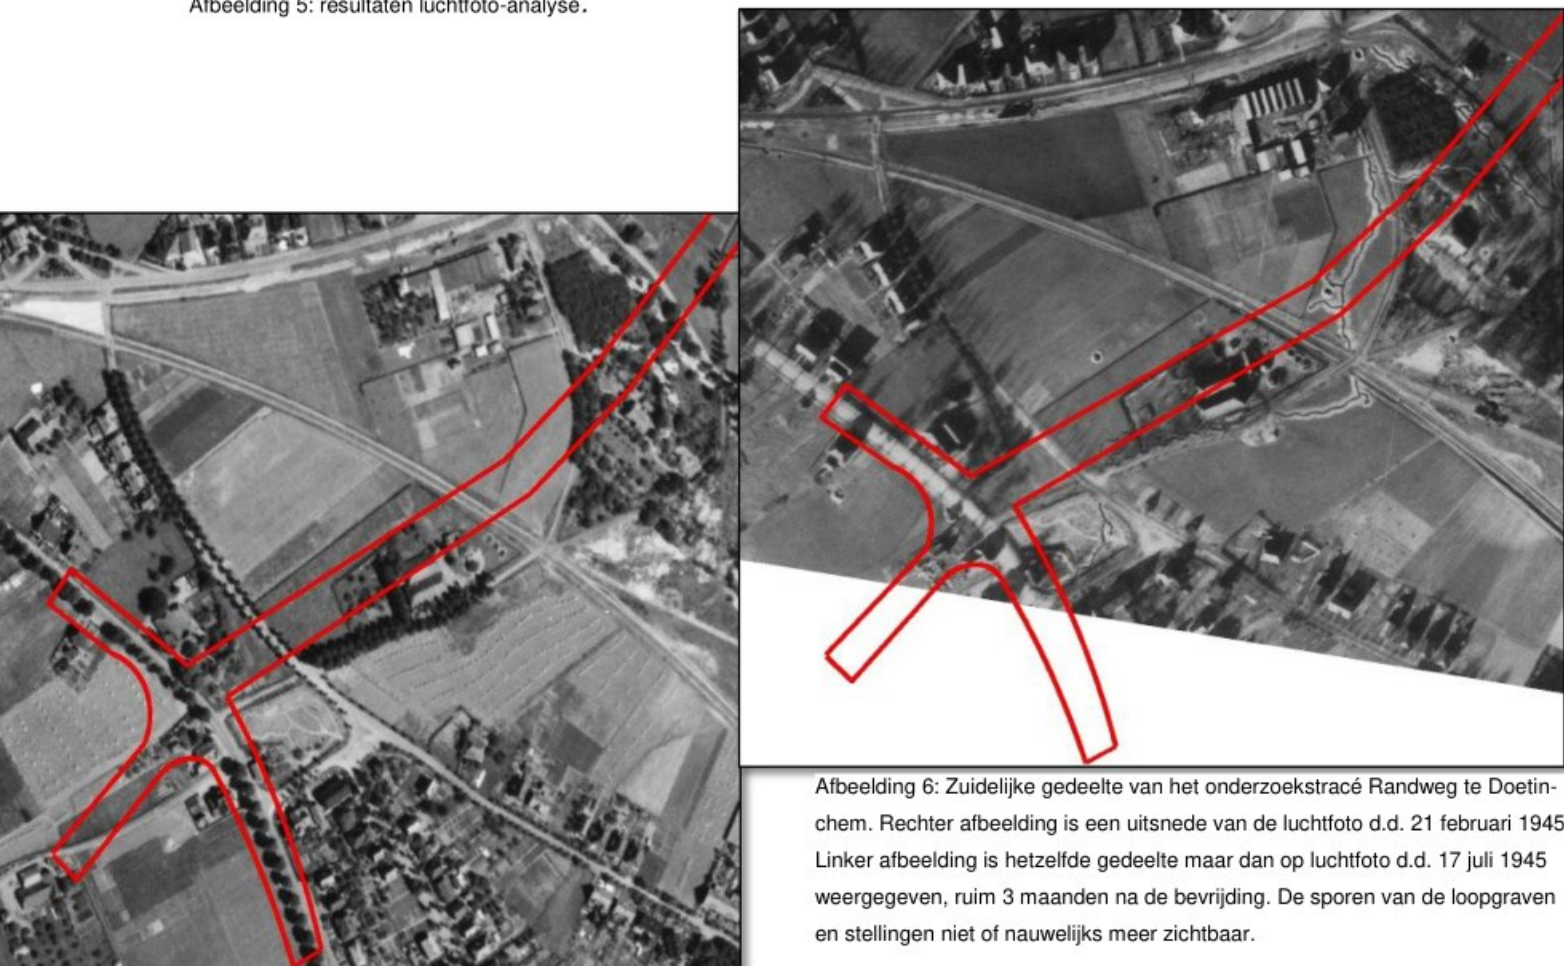 Afbeelding 5: resultaten luchtfoto-analyse.
Afbeelding 6: Zuidelijke gedeelte van het onderzoekstracé Randweg te Doetin-
chem. Rechter afbeelding is een uitsnede van de luchtfoto d.d. 21 februari 1945
Linker afbeelding is hetzelfde gedeelte maar dan op luchtfoto d.d. 17 juli 1945
weergegeven, ruim 3 maanden na de bevrijding. De sporen van de loopgraven
en stellingen niet of nauwelijks meer zichtbaar.